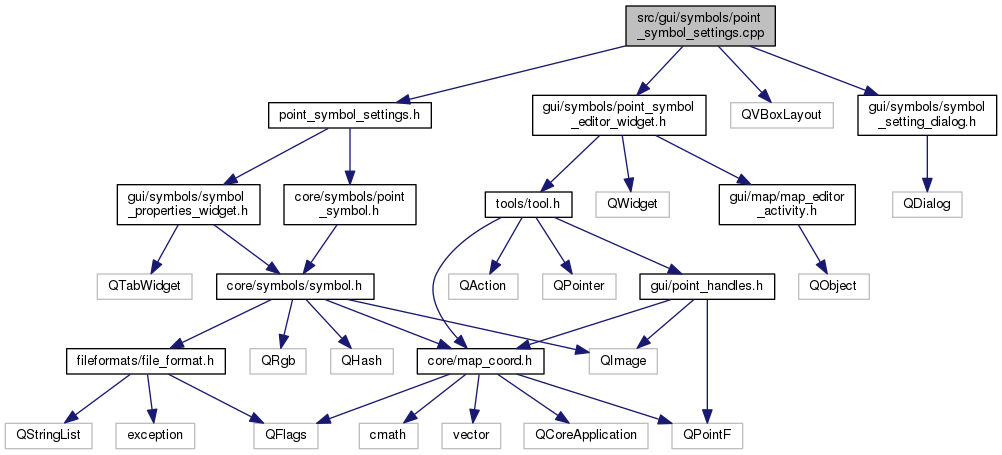 src/gui/symbols/point
_symbol_settings.cpp
point_symbol_settings.h
gui/symbols/point_symbol
_editor_widget.h
QVBoxLayout
gui/symbols/symbol
_setting_dialog.h
gui/symbols/symbol
_properties_widget.h
core/symbols/point
_symbol.h
tools/tool.h
QWidget
gui/map/map_editor
_activity.h
QDialog
QTabWidget
core/symbols/symbol.h
QAction
QPointer
gui/point_handles.h
QObject
fileformats/file_format.h
QRgb
QHash
core/map_coord.h
QImage
QStringList
exception
QFlags
cmath
vector
QCoreApplication
QPointF